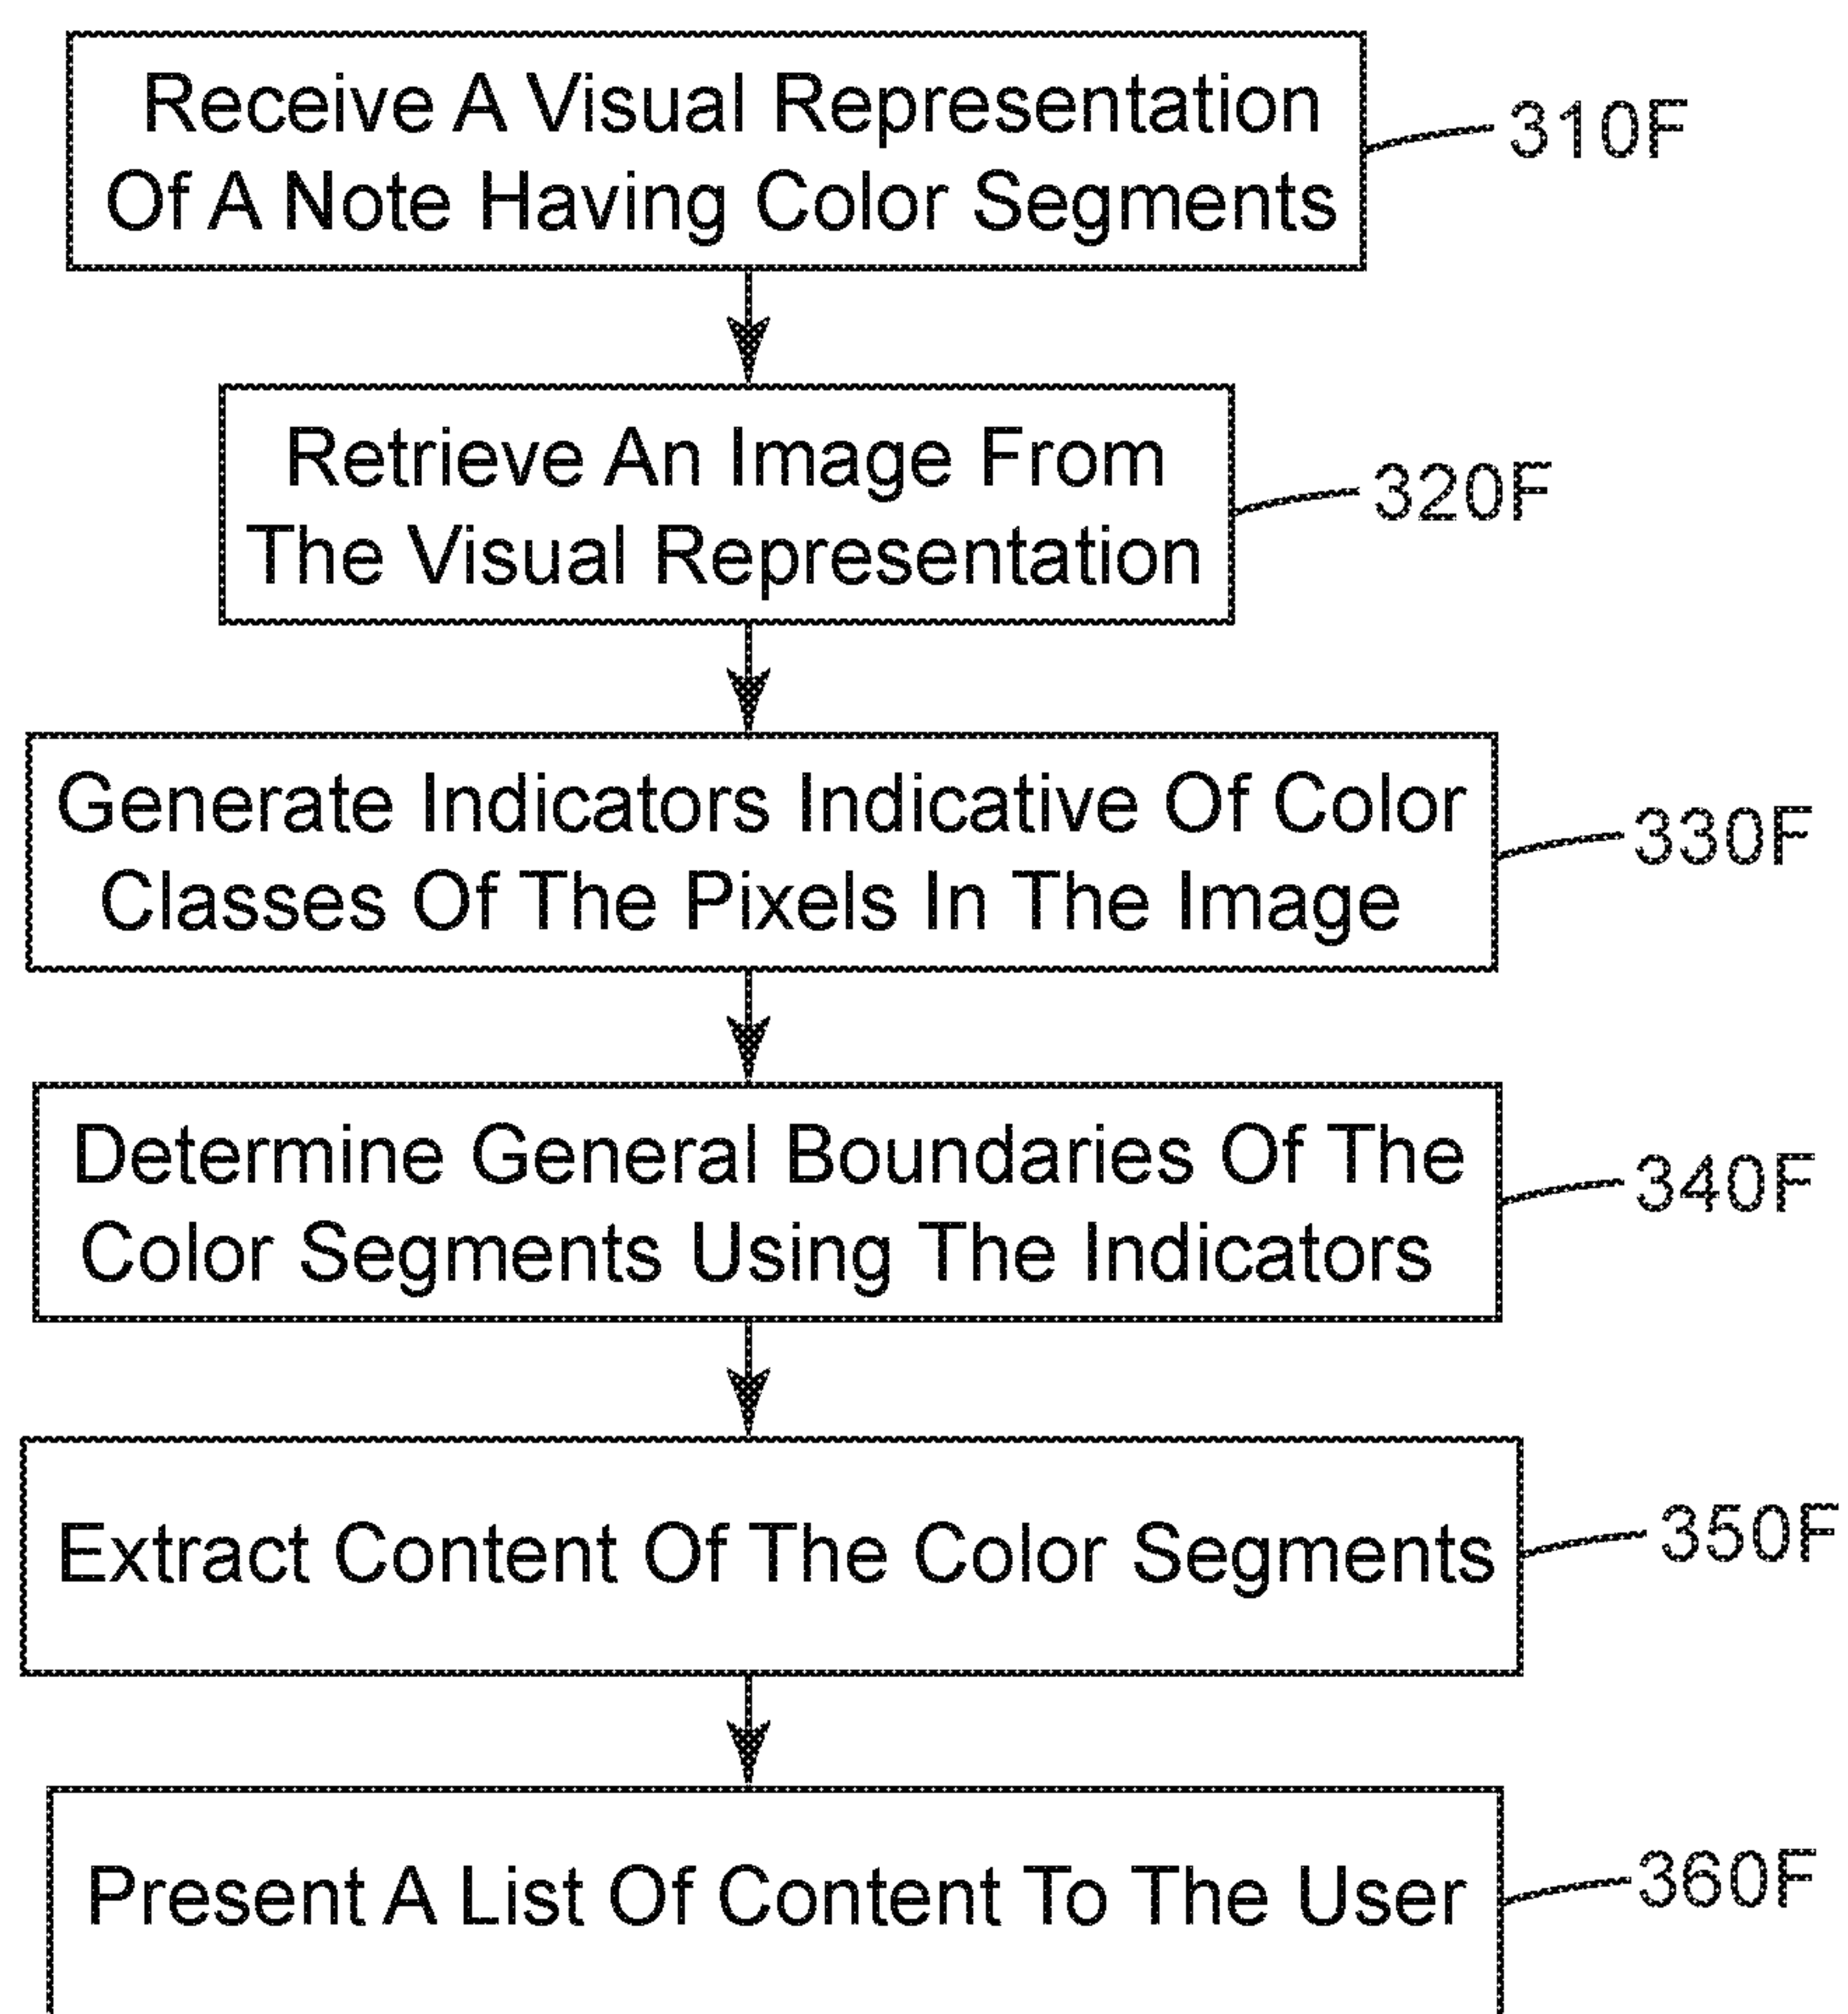 Receive A Visual Representation
Of A Note Having Color Segments
310F
Retrieve An Image From
The Visual Representation
320F
Generate Indicators Indicative Of Color
Classes Of The Pixels In The Image
330F
Determine General Boundaries Of The
Color Segments Using The Indicators
340F
Extract Content Of The Color Segments
350F
Present A List Of Content To The User
360F